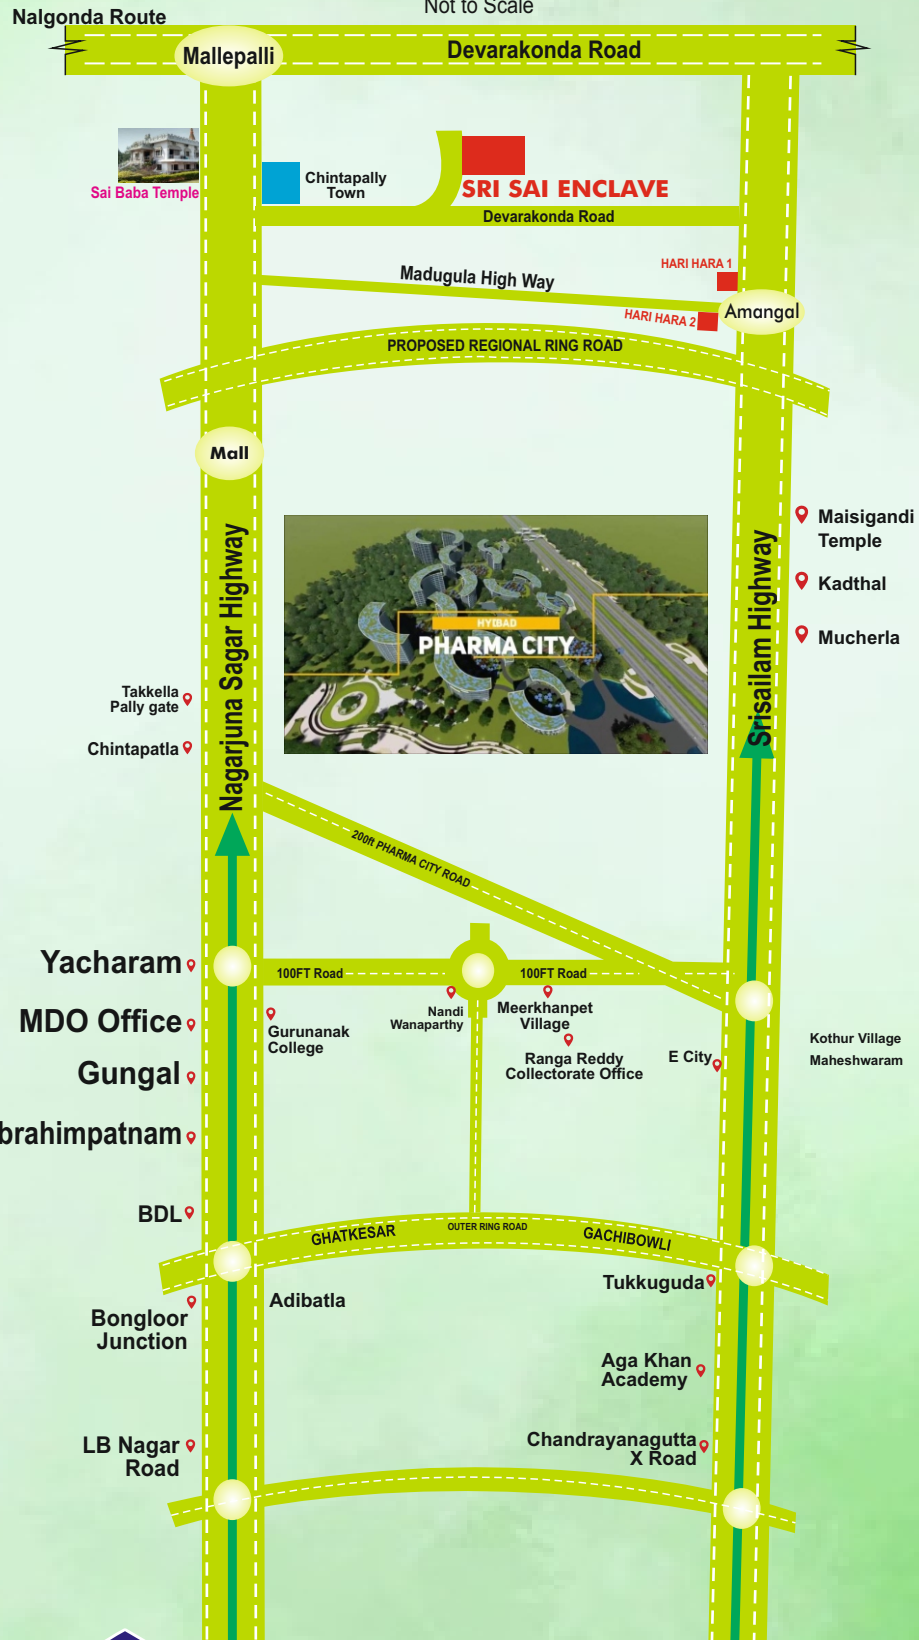 Not to Scale
Nalgonda Route
Mallepalli
Devarakonda Road
Sai Baba Temple
Chintapally
Town
SRI SAI ENCLAVE
Devarakonda Road
Madugula High Way
HARI HARA 1
HARI HARA 2
Amangal
PROPOSED REGIONAL RING ROAD
Mall
Nagarjuna Sagar Highway
Srisailam Highway
Maisigandi
Temple
Kadthal
Mucherla
PHARMA CITY
Takkella
Pally gate
Chintapatla
200ft PHARMA CITY ROAD
Yacharam
100FT Road
100FT Road
MDO Office
Gurunanak
College
Nandi
Wanaparthy
Meerkhanpet
Village
Ranga Reddy
Collectorate Office
E City
Kothur Village
Maheshwaram
Gungal
brahimpatnam
BDL
GHATKESAR
OUTER RING ROAD
GACHIBOWLI
Tukkuguda
Bongloor
Junction
Adibatla
Aga Khan
Academy
Chandrayanagutta
X Road
LB Nagar
Road